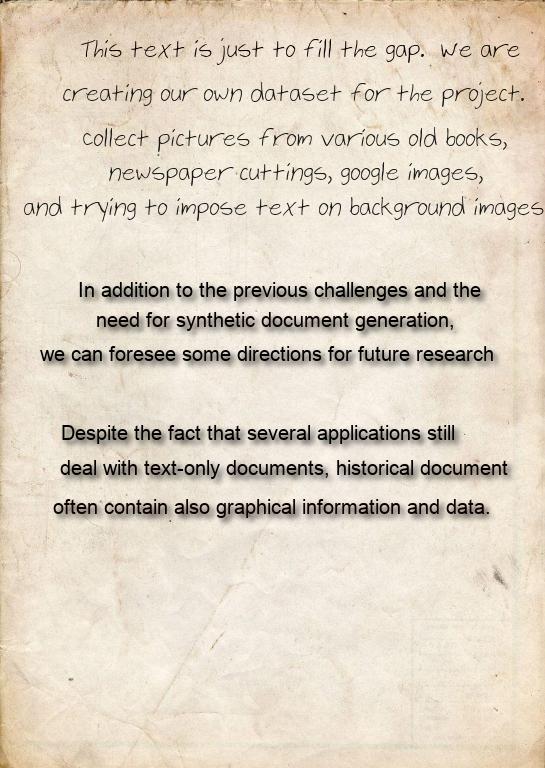 This text is just to fill the gap. We are
creating our own dataset for the project.
collect pictures from various old books,
newspaper cuttings, google images,
and trying to impose text on background images
In addition to the previous challenges and the
need for synthetic document generation,
we can foresee some directions for future research
Despite the fact that several applications still
deal with text-only documents, historical document
often contain also graphical information and data.